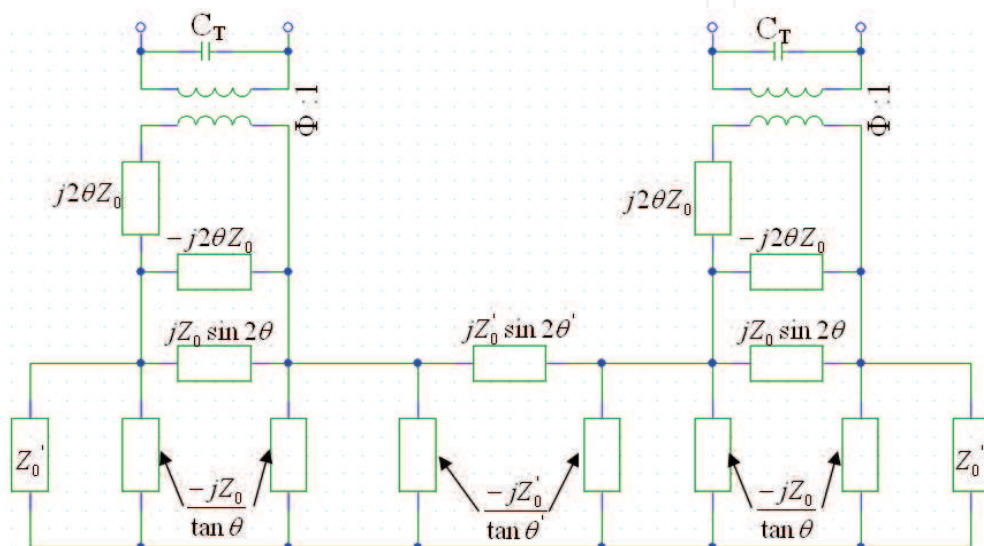 C_T
C_T
Φ :1
Φ :1
j2θZ_0
j2θZ_0
-j2θZ_0
-j2θZ_0
jZ_0 sin 2θ
jZ_0' sin 2θ'
jZ_0 sin 2θ
Z_0'
-jZ_0
tan θ
-jZ_0'
tan θ'
-jZ_0
tan θ
Z_0'